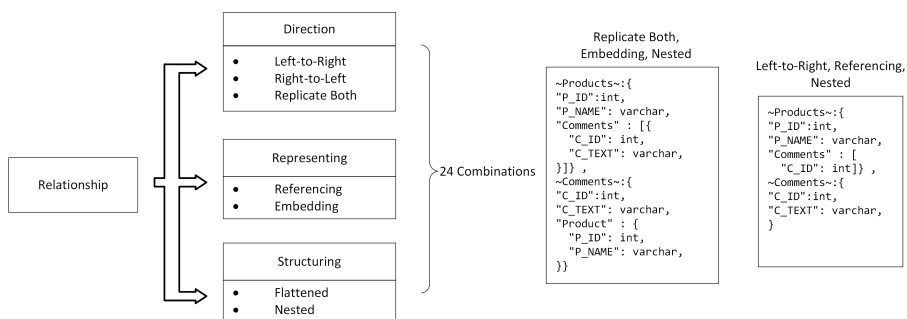 Relationship
Direction
● Left-to-Right
● Right-to-Left
● Replicate Both
Representing
● Referencing
● Embedding
Structuring
● Flattened
● Nested
24 Combinations
Replicate Both,
Embedding, Nested
~Products~:{
"P_ID":int,
"P_NAME": varchar,
"Comments" : [{
"C_ID": int,
"C_TEXT": varchar,
}]} ,
~Comments~:{
"C_ID":int,
"C_TEXT": varchar,
"Product" : {
"P_ID": int,
"P_NAME": varchar,
}}
Left-to-Right, Referencing,
Nested
~Products~:{
"P_ID":int,
"P_NAME": varchar,
"Comments" : [
"C_ID": int]} ,
~Comments~:{
"C_ID":int,
"C_TEXT": varchar,
}